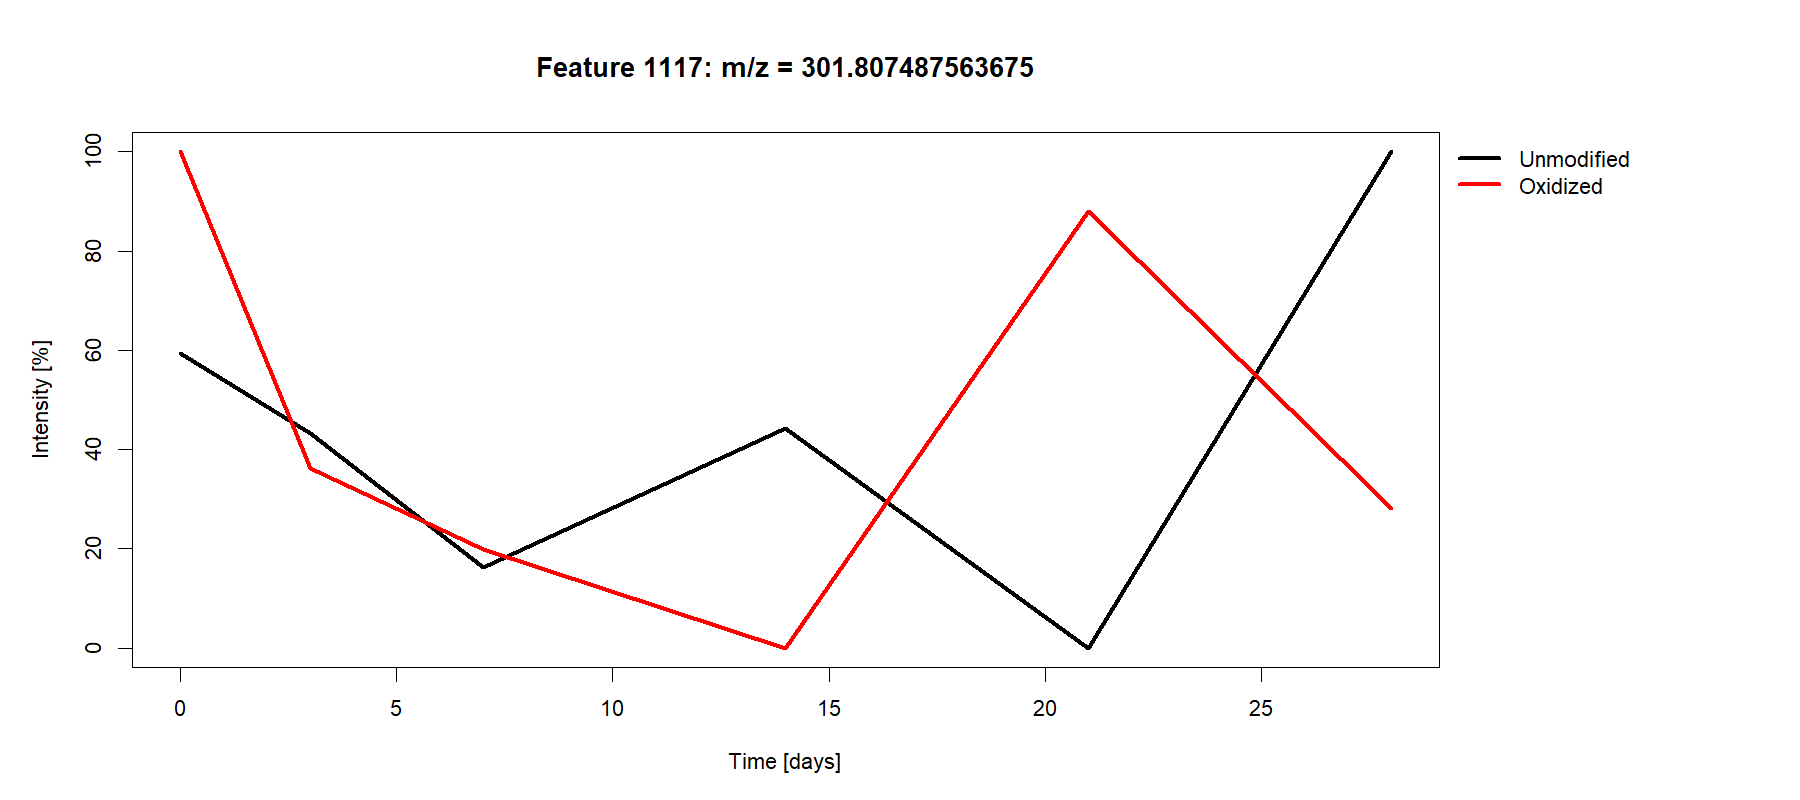 Feature 1117: m/z = 301.807487563675
Unmodified
Oxidized
Intensity [%]
100
80
60
40
20
0
0 5 10 15 20 25
Time [days]